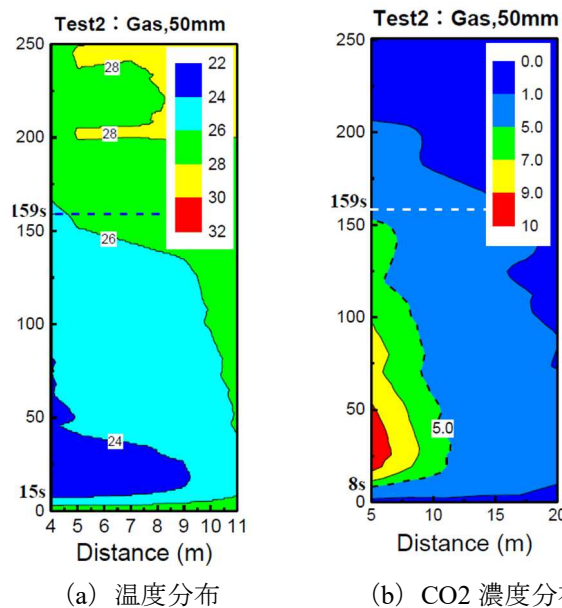 Test2：Gas,50mm
250
200
159s
150
100
50
15s
0
4 5 6 7 8 9 10 11
Distance (m)
28
28
26
24
22
24
26
28
30
32
(a) 温度分布
Test2：Gas,50mm
250
200
159s
150
100
50
8s
0
5 10 15 20
Distance (m)
5.0
0.0
1.0
5.0
7.0
9.0
10
(b) CO2 濃度分